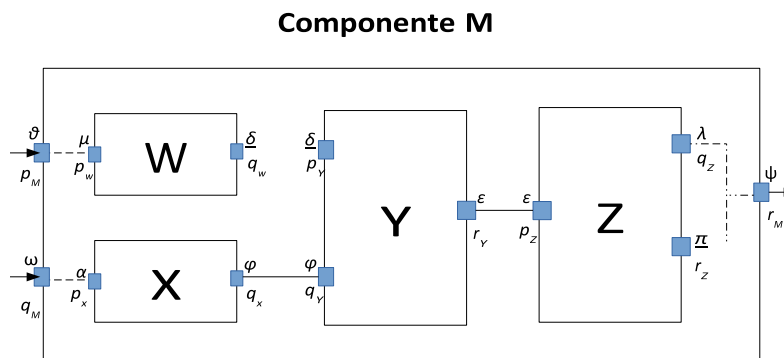 Componente M
ϑ μ δ δ λ
W
p_M p_w q_w p_Y q_Z
ψ
ε ε
Y Z
r_M
r_Y p_Z
ω α φ φ π
X
q_M p_x q_x q_Y r_Z